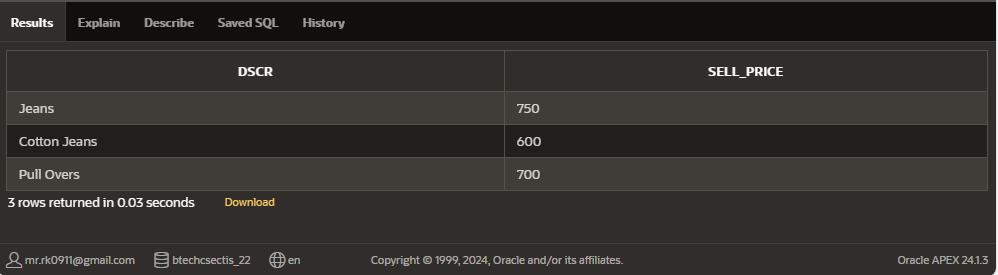 Results Explain Describe Saved SQL History
DSCR SELL_PRICE
Jeans 750
Cotton Jeans 600
Pull Overs 700
3 rows returned in 0.03 seconds Download
mr.rk0911@gmail.com btechcsectis_22 en Copyright © 1999, 2024, Oracle and/or its affiliates. Oracle APEX 24.1.3